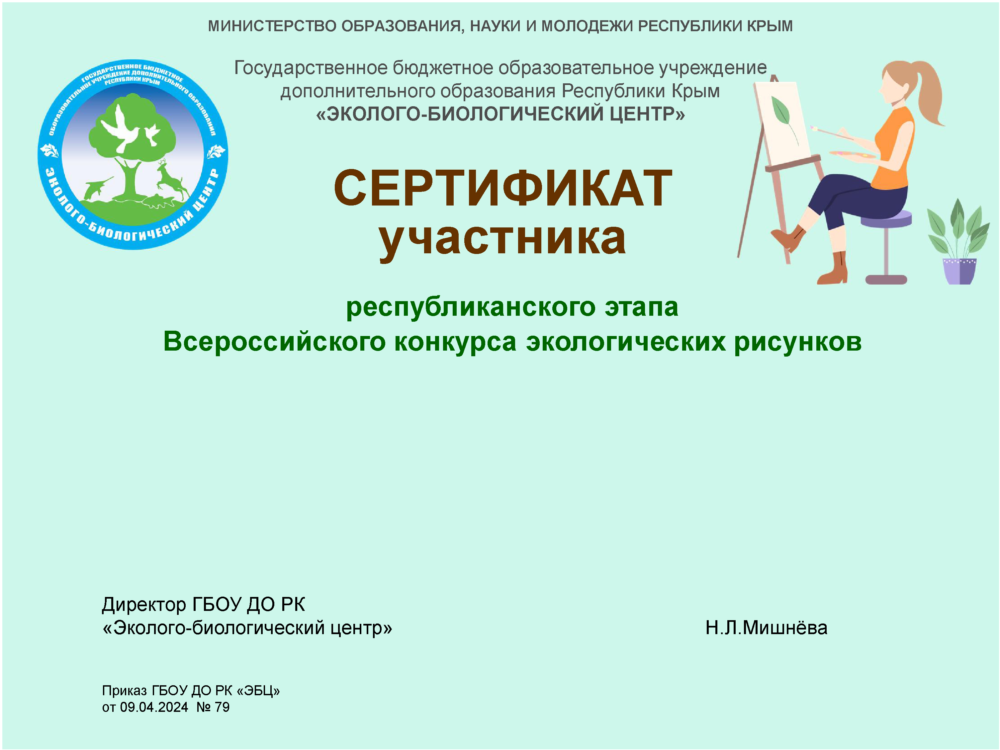 МИНИСТЕРСТВО ОБРАЗОВАНИЯ, НАУКИ И МОЛОДЕЖИ РЕСПУБЛИКИ КРЫМ
Государственное бюджетное образовательное учреждение
дополнительного образования Республики Крым
«ЭКОЛОГО-БИОЛОГИЧЕСКИЙ ЦЕНТР»
ГОСУДАРСТВЕННОЕ БЮДЖЕТНОЕ
ОБОРАЗОВАТЕЛЬНОЕ УЧРЕЖДЕНИЕ ДОПОЛНИТЕЛЬНОГО ОБРАЗОВАНИЯ
РЕСПУБЛИКИ КРЫМ
ЭКОЛОГО-БИОЛОГИЧЕСКИЙ ЦЕНТР
СЕРТИФИКАТ
участника
республиканского этапа
Всероссийского конкурса экологических рисунков
Директор ГБОУ ДО РК
«Эколого-биологический центр»
Н.Л.Мишнёва
Приказ ГБОУ ДО РК «ЭБЦ»
от 09.04.2024 № 79